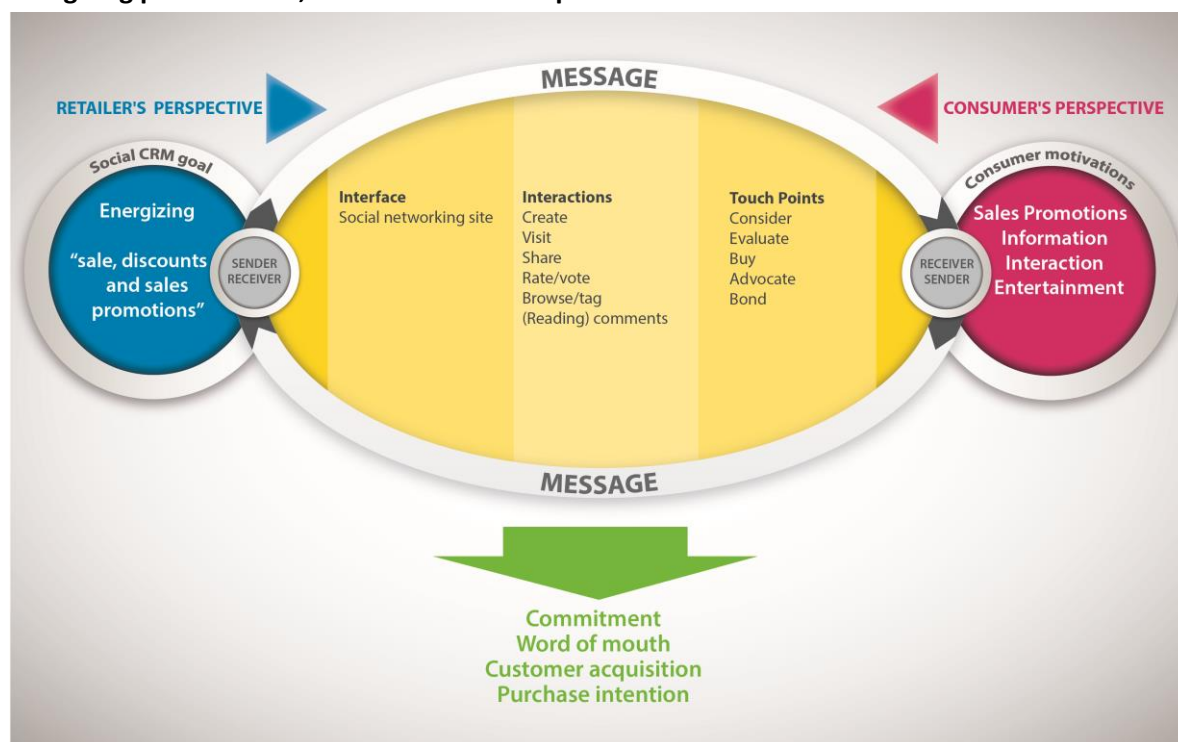 MESSAGE
RETAILER'S PERSPECTIVE
CONSUMER'S PERSPECTIVE
Social CRM goal
Energizing
“sale, discounts
and sales
promotions”
SENDER
RECEIVER
Interface
Social networking site
Interactions
Create
Visit
Share
Rate/vote
Browse/tag
(Reading) comments
Touch Points
Consider
Evaluate
Buy
Advocate
Bond
RECEIVER
SENDER
Consumer motivations
Sales Promotions
Information
Interaction
Entertainment
MESSAGE
Commitment
Word of mouth
Customer acquisition
Purchase intention